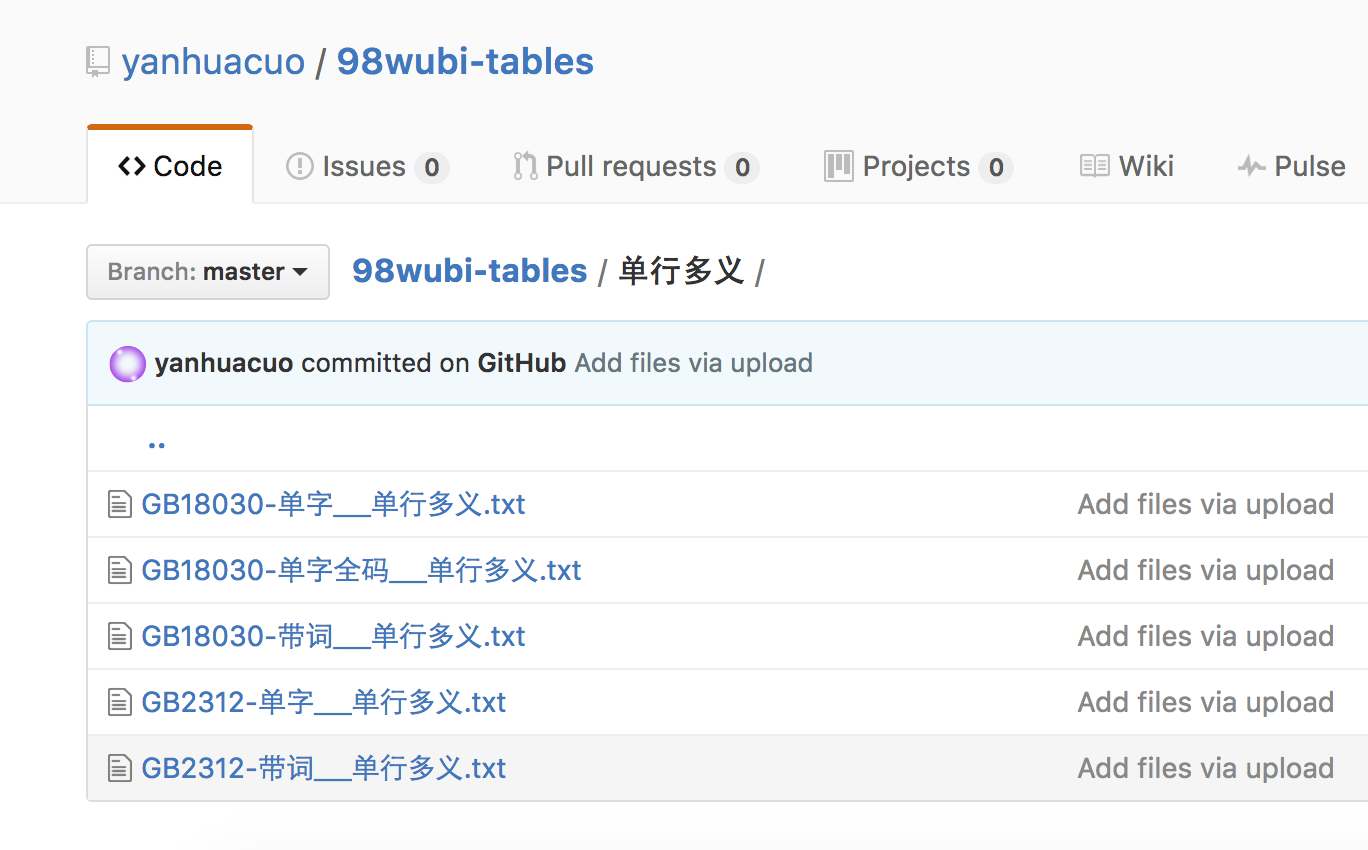 yanhuacuo / 98wubi-tables
Code Issues 0 Pull requests 0 Projects 0 Wiki Pulse
Branch: master 98wubi-tables / 单行多义 /
yanhuacuo committed on GitHub Add files via upload
..
GB18030-单字___单行多义.txt Add files via upload
GB18030-单字全码___单行多义.txt Add files via upload
GB18030-带词___单行多义.txt Add files via upload
GB2312-单字___单行多义.txt Add files via upload
GB2312-带词___单行多义.txt Add files via upload